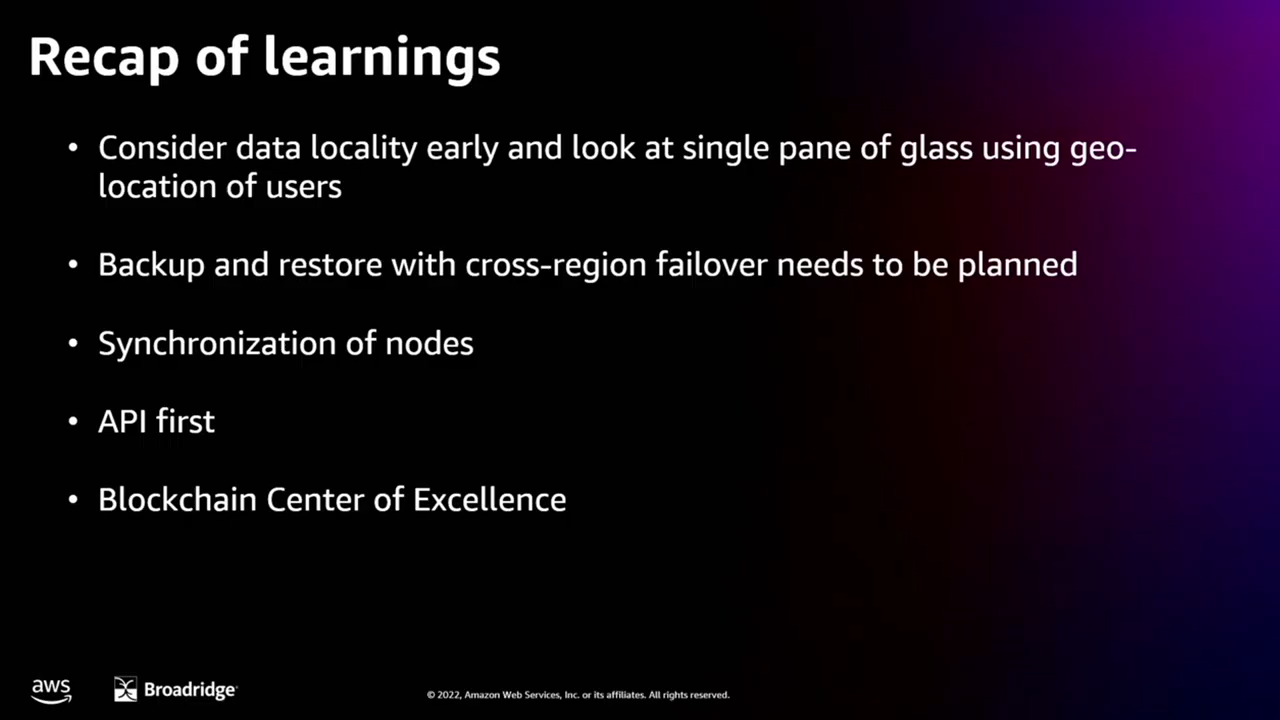 Recap of learnings
• Consider data locality early and look at single pane of glass using geo-
location of users
• Backup and restore with cross-region failover needs to be planned
• Synchronization of nodes
• API first
• Blockchain Center of Excellence
aws
Broadridge
© 2022, Amazon Web Services, Inc. or its affiliates. All rights reserved.